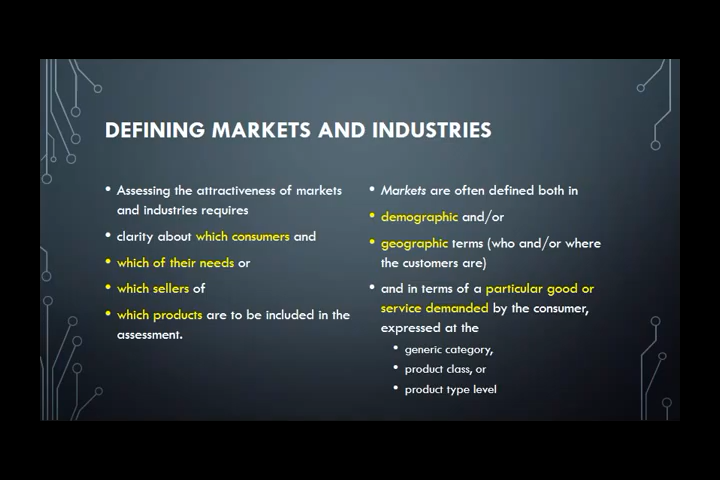 DEFINING MARKETS AND INDUSTRIES
• Assessing the attractiveness of markets
and industries requires
• clarity about which consumers and
• which of their needs or
• which sellers of
• which products are to be included in the
assessment.
• Markets are often defined both in
• demographic and/or
• geographic terms (who and/or where
the customers are)
• and in terms of a particular good or
service demanded by the consumer,
expressed at the
• generic category,
• product class, or
• product type level